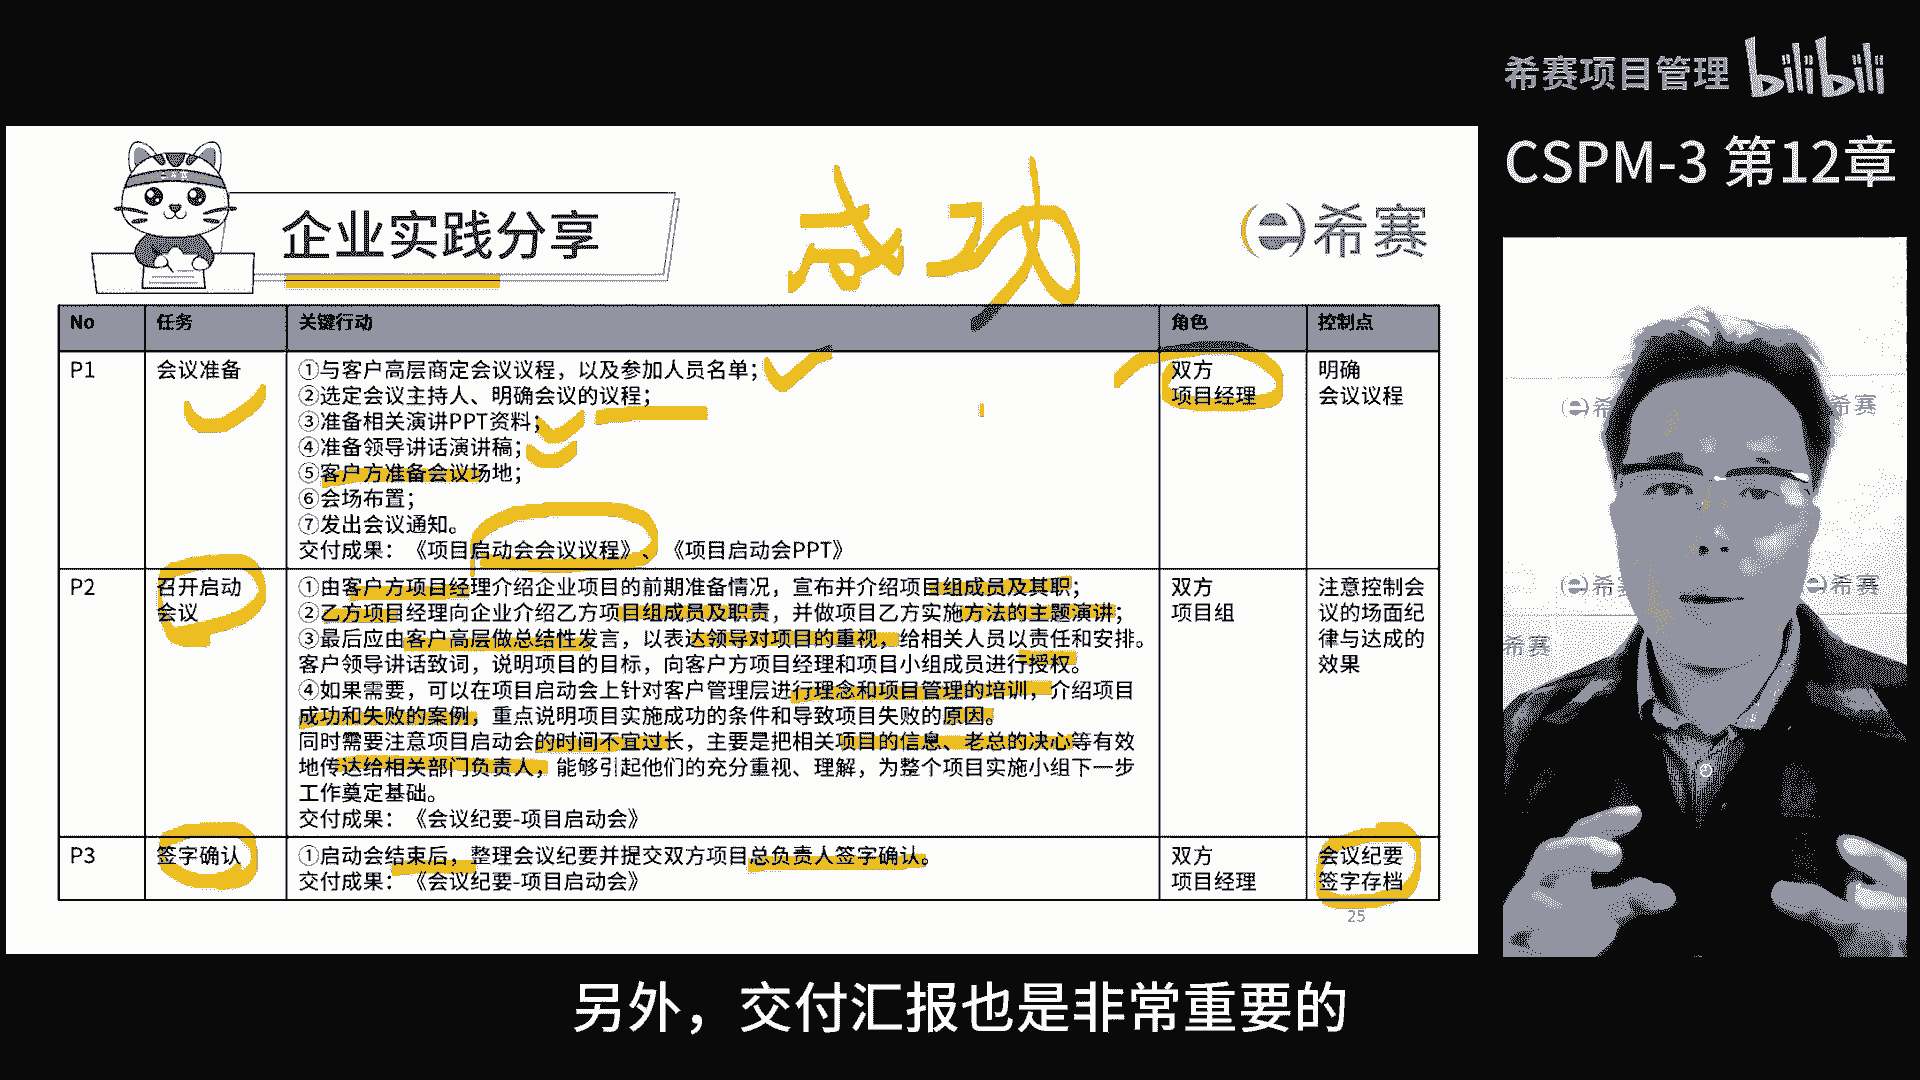 希赛项目管理 bilibili
CSPM-3 第12章
企业实践分享
希赛
No 任务 关键行动 角色 控制点
P1 会议准备 ①与客户高层商定会议议程，以及参加人员名单； 双方 明确
②选定会议主持人、明确会议的议程； 项目经理 会议议程
③准备相关演讲PPT资料；
④准备领导讲话演讲稿；
⑤客户方准备会议场地；
⑥会场布置；
⑦发出会议通知。
交付成果：《项目启动会会议议程》、《项目启动会PPT》
P2 召开启动 ①由客户方项目经理介绍企业项目的前期准备情况，宣布并介绍项目组成员及其职； 双方 注意控制会
会议 ②乙方项目经理向企业介绍乙方项目组成员及职责，并做项目乙方实施方法的主题演讲； 项目组 议的场面纪
③最后应由客户高层做总结性发言，以表达领导对项目的重视，给相关人员以责任和安排。 律与达成的
客户领导讲话致词，说明项目的目标，向客户方项目经理和项目小组成员进行授权。 效果
④如果需要，可以在项目启动会上针对客户管理层进行理念和项目管理的培训，介绍项目
成功和失败的案例，重点说明项目实施成功的条件和导致项目失败的原因。
同时需要注意项目启动会的时间不宜过长，主要是把相关项目的信息、老总的决心等有效
地传达给相关部门负责人，能够引起他们的充分重视、理解，为整个项目实施小组下一步
工作奠定基础。
交付成果：《会议纪要-项目启动会》
P3 签字确认 ①启动会结束后，整理会议纪要并提交双方项目总负责人签字确认。 双方 会议纪要
交付成果：《会议纪要-项目启动会》 项目经理 签字存档
25
希赛
希赛
希赛
另外，交付汇报也是非常重要的